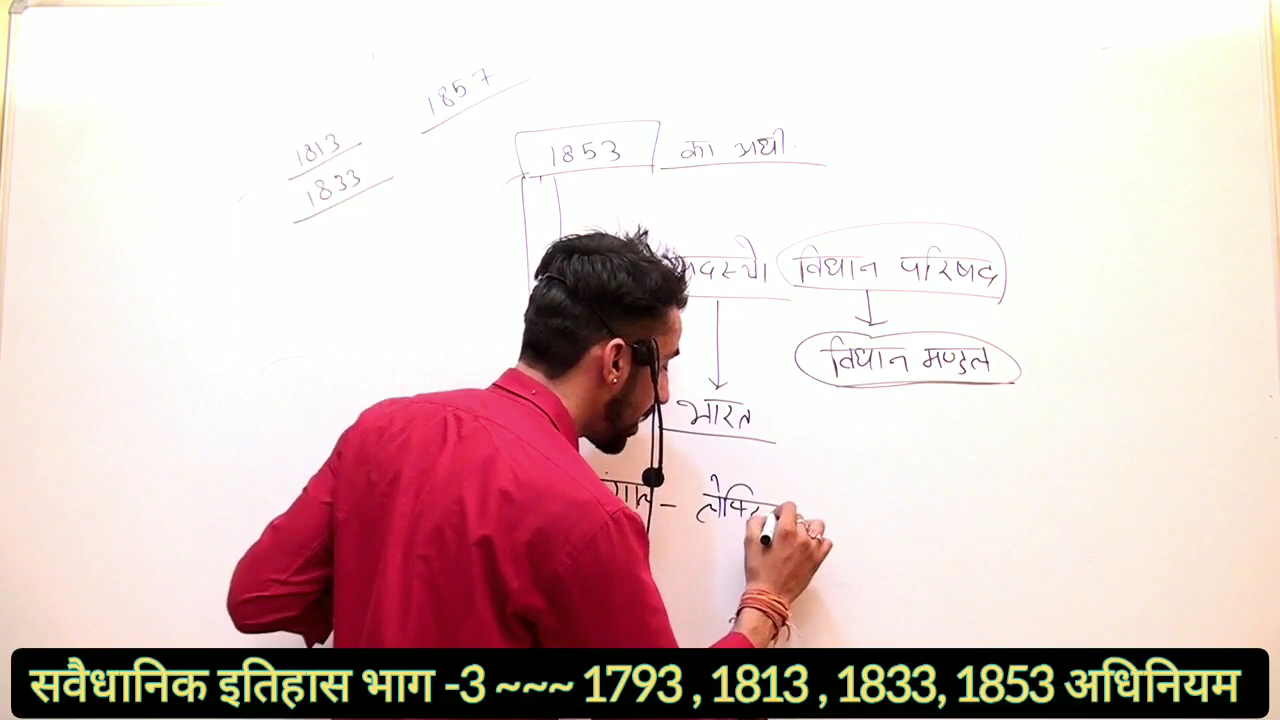 1857
1813
1833
1853 का अधि.
विधान परिषद
विधान मण्डल
भारत
सवैधानिक इतिहास भाग -3 ~~~ 1793 , 1813 , 1833, 1853 अधिनियम